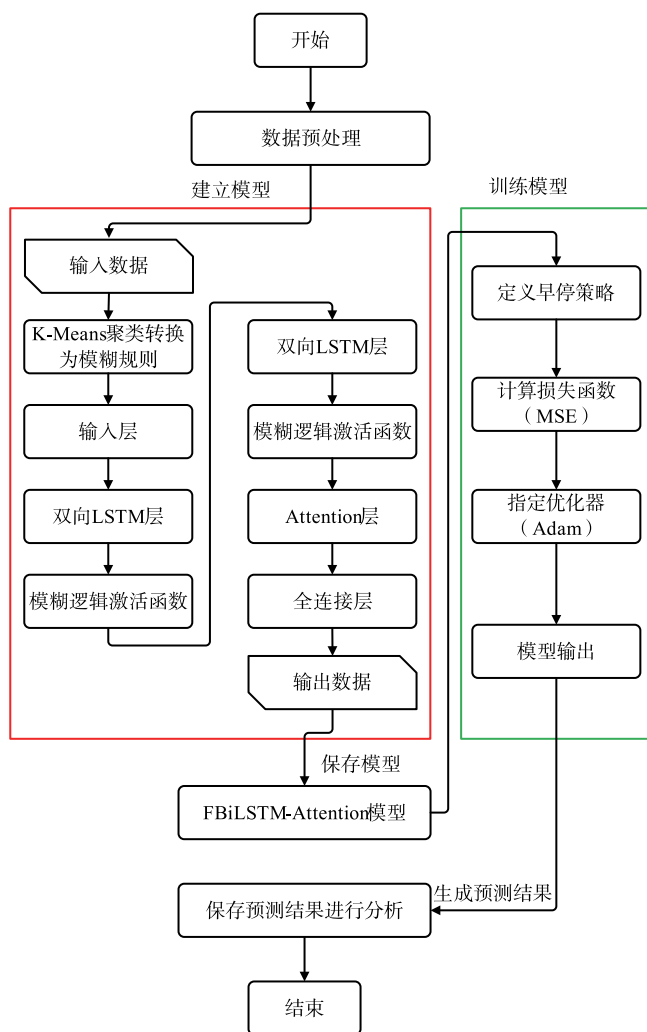 开始
数据预处理
建立模型
输入数据
K-Means聚类转换
为模糊规则
输入层
双向LSTM层
模糊逻辑激活函数
双向LSTM层
模糊逻辑激活函数
Attention层
全连接层
输出数据
保存模型
FBiLSTM-Attention模型
训练模型
定义早停策略
计算损失函数
（MSE）
指定优化器
（Adam）
模型输出
生成预测结果
保存预测结果进行分析
结束